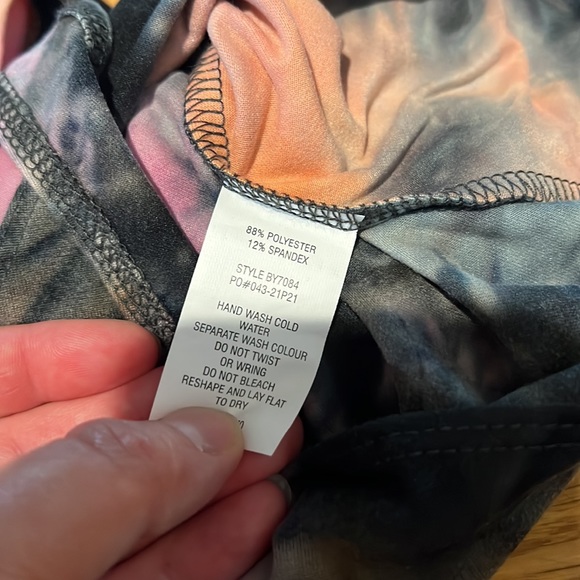 88% POLYESTER
12% SPANDEX
STYLE BY7084
PO#043-21P21
HAND WASH COLD
WATER
SEPARATE WASH COLOUR
DO NOT TWIST
OR WRING
DO NOT BLEACH
RESHAPE AND LAY FLAT
TO DRY